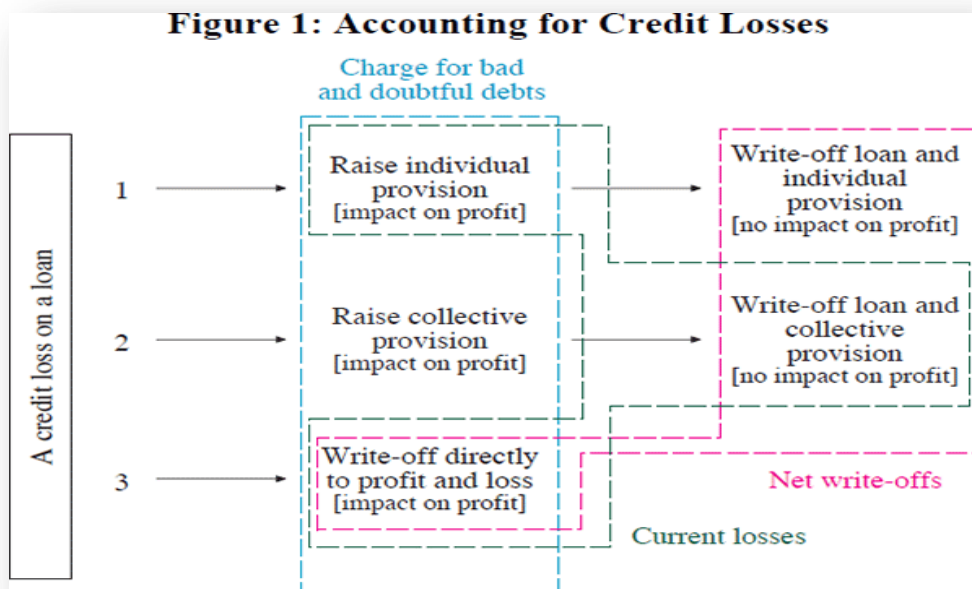 Figure 1: Accounting for Credit Losses
Charge for bad
and doubtful debts
A credit loss on a loan
1
Raise individual
provision
[impact on profit]
Write-off loan and
individual
provision
[no impact on profit]
2
Raise collective
provision
[impact on profit]
Write-off loan and
collective
provision
[no impact on profit]
3
Write-off directly
to profit and loss
[impact on profit]
Net write-offs
Current losses